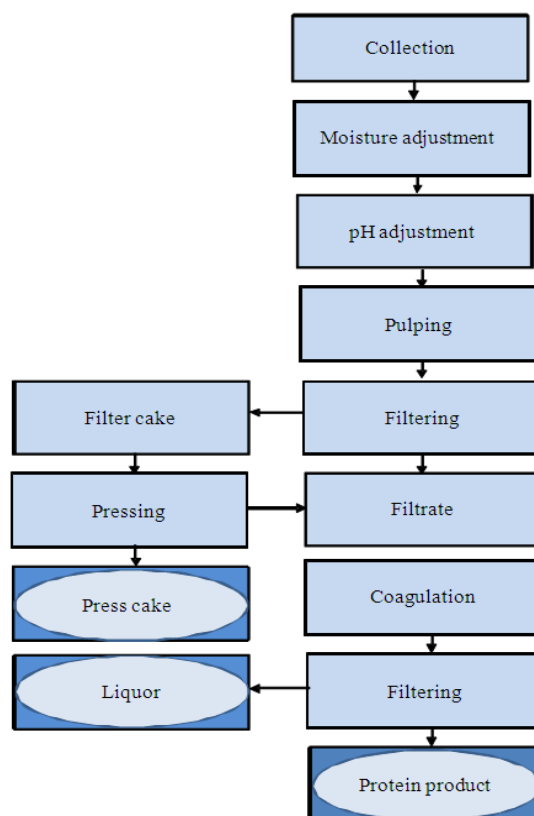 Collection
Moisture adjustment
pH adjustment
Pulping
Filter cake
Filtering
Pressing
Filtrate
Press cake
Coagulation
Liquor
Filtering
Protein product